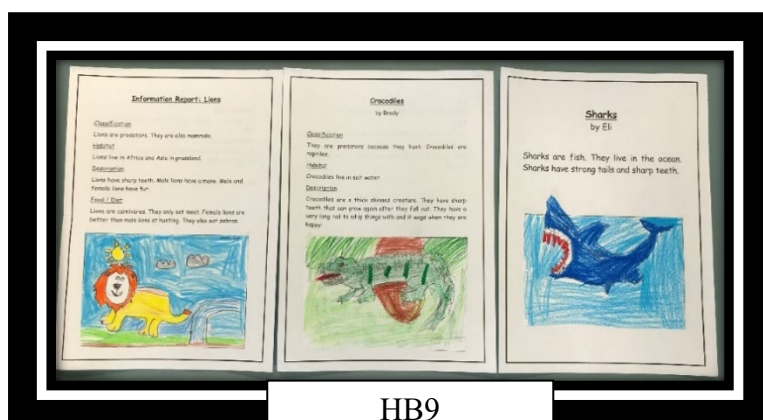 Information Report: Lions
Classification
Lions are predators. They are also mammals.
Habitat
Lions live in Africa and Asia in grassland.
Description
Lions have sharp teeth. Male lions have a mane. Male and
female lions have fur.
Food / Diet
Lions are carnivores. They only eat meat. Female lions are
better than male lions at hunting. They also eat zebras.
Crocodiles
by Brody
Classification
They are predators because they hunt. Crocodiles are
reptiles.
Habitat
Crocodiles live in salt water.
Description
Crocodiles are a thick skinned creature. They have sharp
teeth that can grow again after they fall out. They have a
very long tail to whip things with and it wags when they are
happy.
Sharks
by Eli
Sharks are fish. They live in the ocean.
Sharks have strong tails and sharp teeth.
HB9